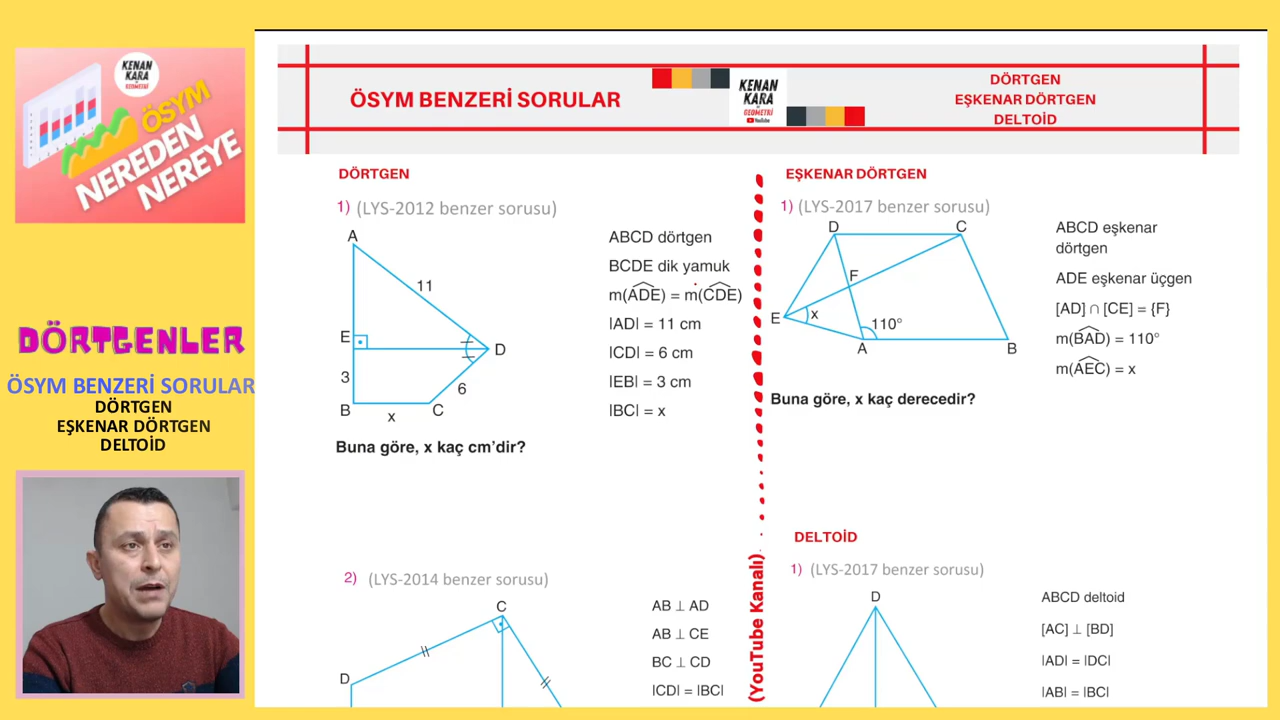 KENAN
KARA
ile
GEOMETRİ
ÖSYM
NEREDEN
NEREYE
DÖRTGENLER
ÖSYM BENZERİ SORULAR
DÖRTGEN
EŞKENAR DÖRTGEN
DELTOİD
ÖSYM BENZERİ SORULAR
KENAN
KARA
ile
GEOMETRİ
YouTube
DÖRTGEN
EŞKENAR DÖRTGEN
DELTOİD
DÖRTGEN
1) (LYS-2012 benzer sorusu)
A
11
E
D
3
6
B
x
C
ABCD dörtgen
BCDE dik yamuk
m(ADE) = m(CDE)
|AD| = 11 cm
|CD| = 6 cm
|EB| = 3 cm
|BC| = x
Buna göre, x kaç cm'dir?
2) (LYS-2014 benzer sorusu)
C
D
AB ⊥ AD
AB ⊥ CE
BC ⊥ CD
|CD| = |BC|
(YouTube Kanalı)
EŞKENAR DÖRTGEN
1) (LYS-2017 benzer sorusu)
D
C
F
E
x
110°
A
B
ABCD eşkenar
dörtgen
ADE eşkenar üçgen
[AD] ∩ [CE] = {F}
m(BAD) = 110°
m(AEC) = x
Buna göre, x kaç derecedir?
DELTOİD
1) (LYS-2017 benzer sorusu)
D
ABCD deltoid
[AC] ⊥ [BD]
|AD| = |DC|
|AB| = |BC|